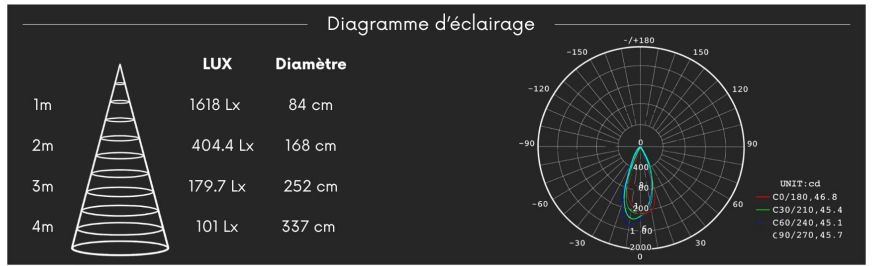 Diagramme d'éclairage
LUX Diamètre
1m 1618 Lx 84 cm
2m 404.4 Lx 168 cm
3m 179.7 Lx 252 cm
4m 101 Lx 337 cm
-/+180
-150 150
-120 120
-90 0 90
400
-60 60
-30 30
2000
0
UNIT:cd
C0/180,46.8
C30/210,45.4
C60/240,45.1
C90/270,45.7